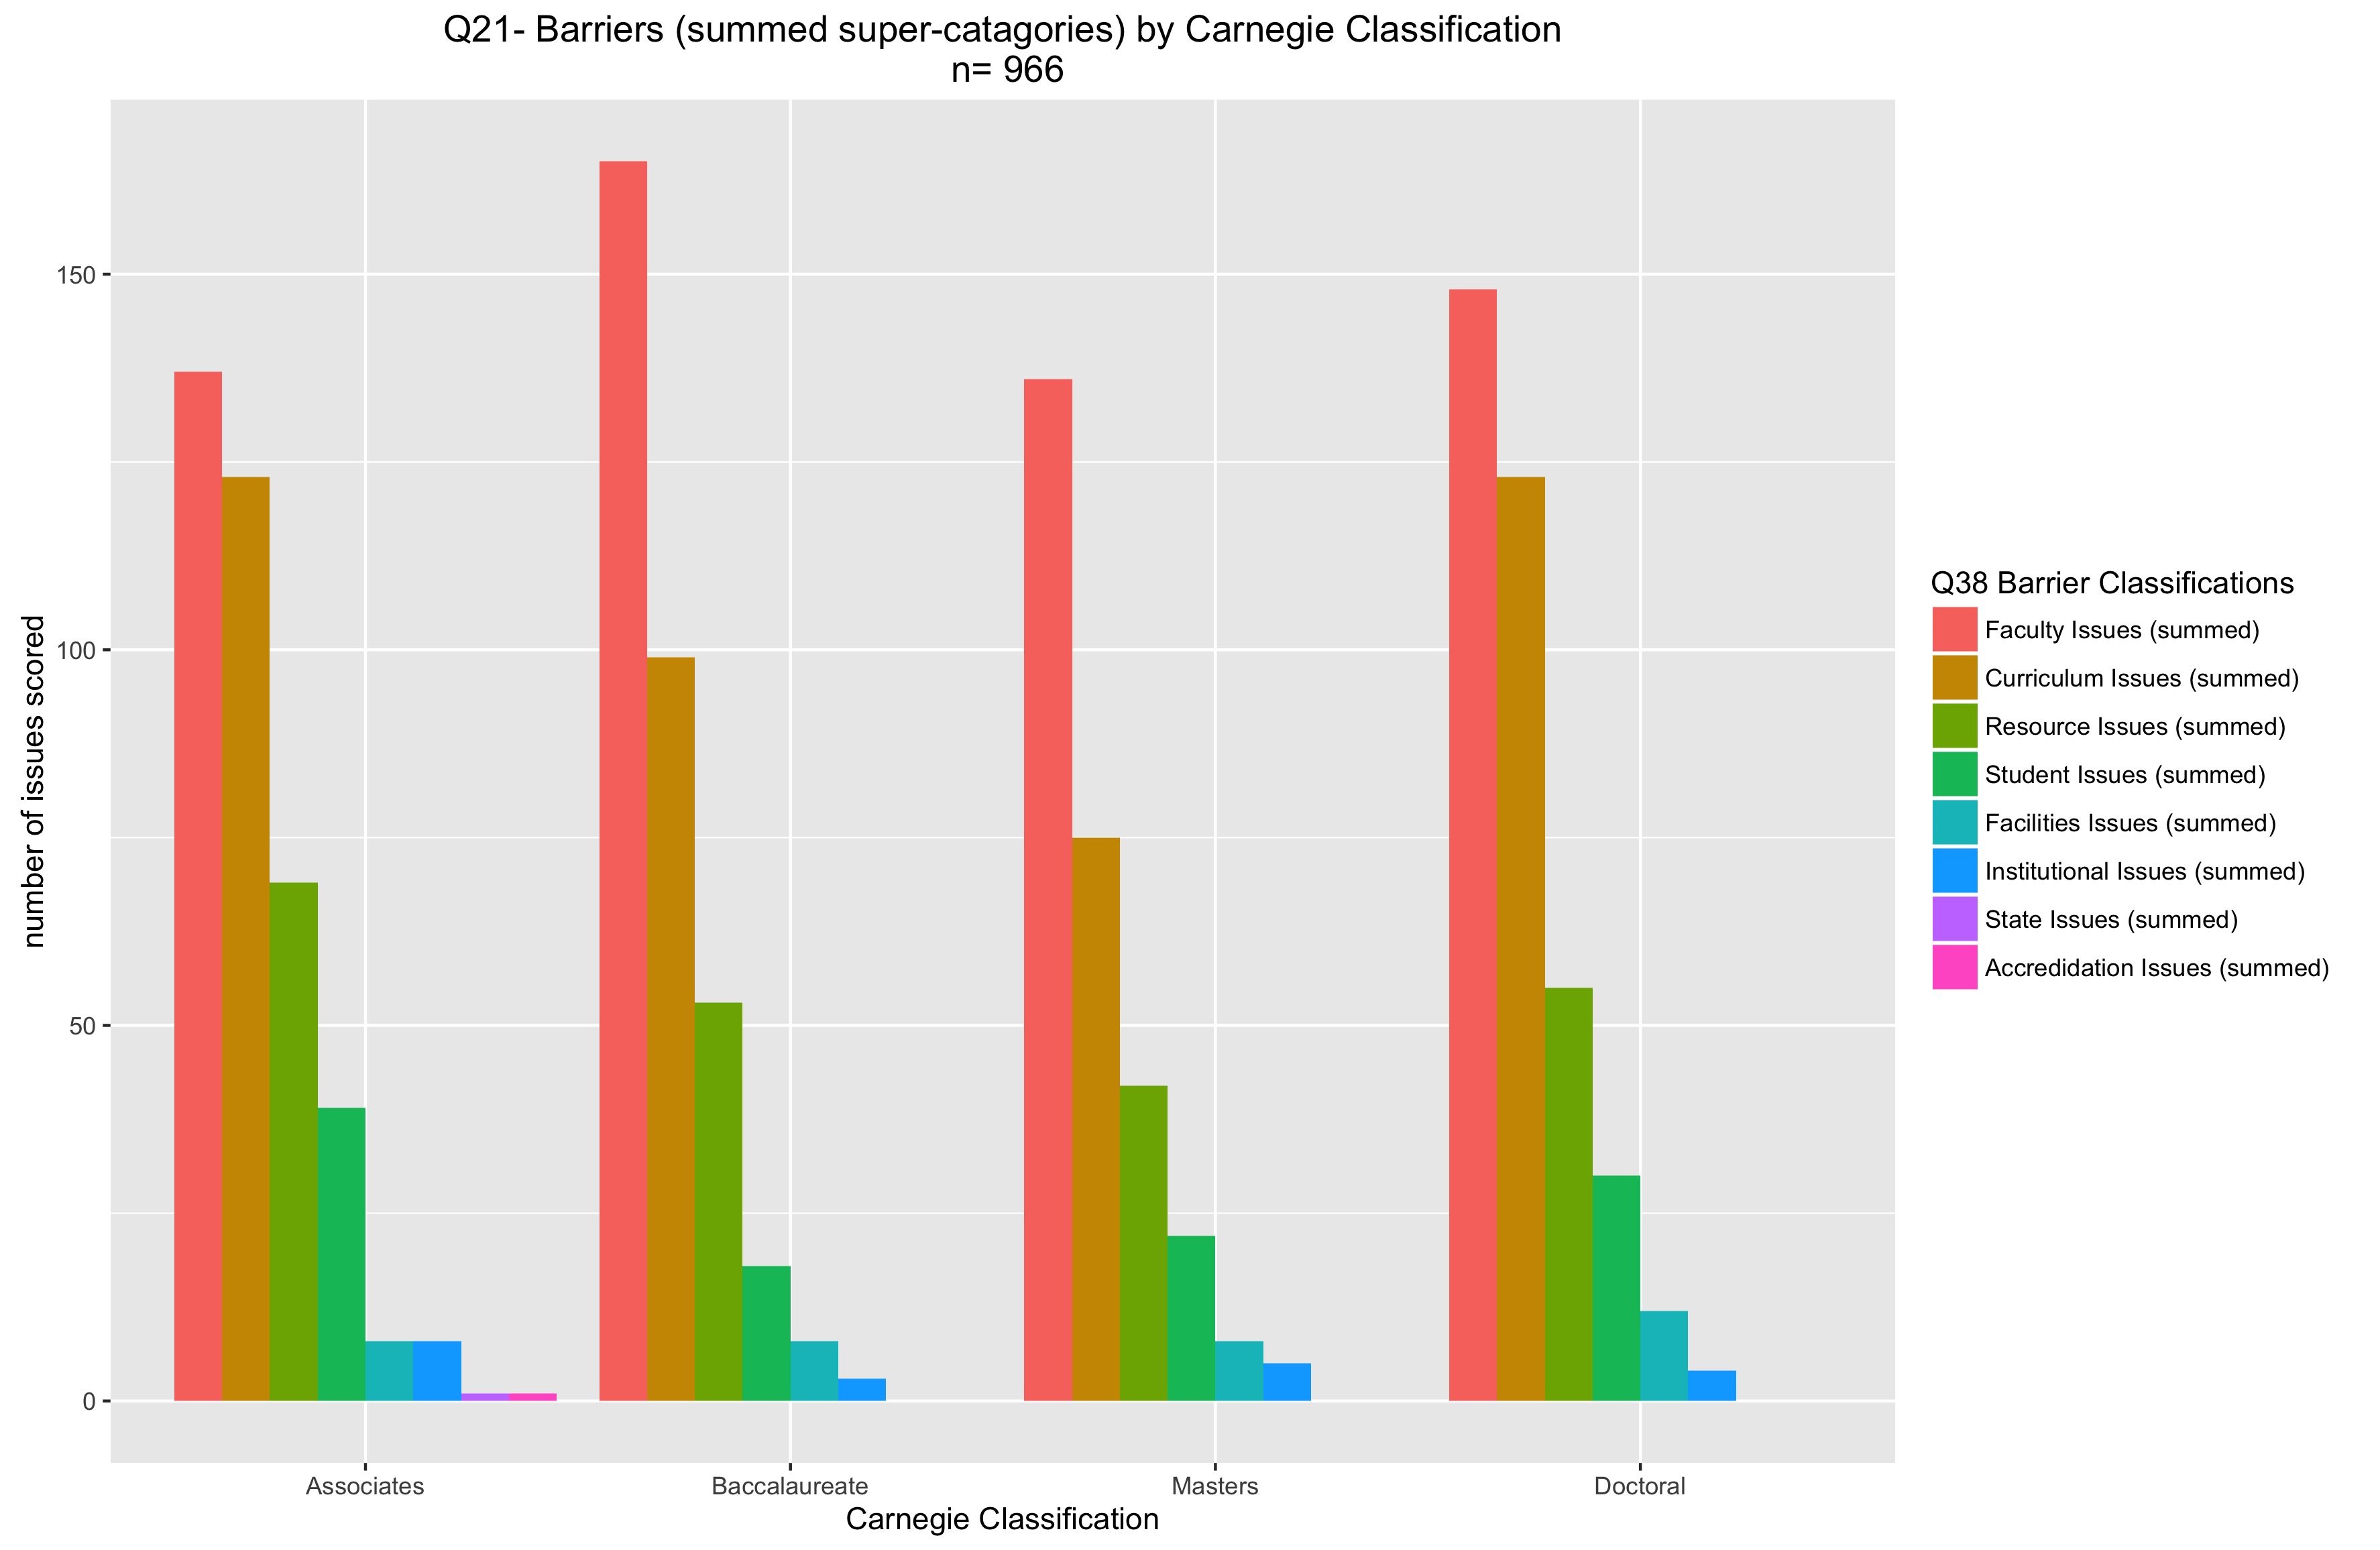 Q21- Barriers (summed super-catagories) by Carnegie Classification
n= 966
number of issues scored
150
100
50
0
Associates
Baccalaureate
Masters
Doctoral
Carnegie Classification
Q38 Barrier Classifications
Faculty Issues (summed)
Curriculum Issues (summed)
Resource Issues (summed)
Student Issues (summed)
Facilities Issues (summed)
Institutional Issues (summed)
State Issues (summed)
Accredidation Issues (summed)